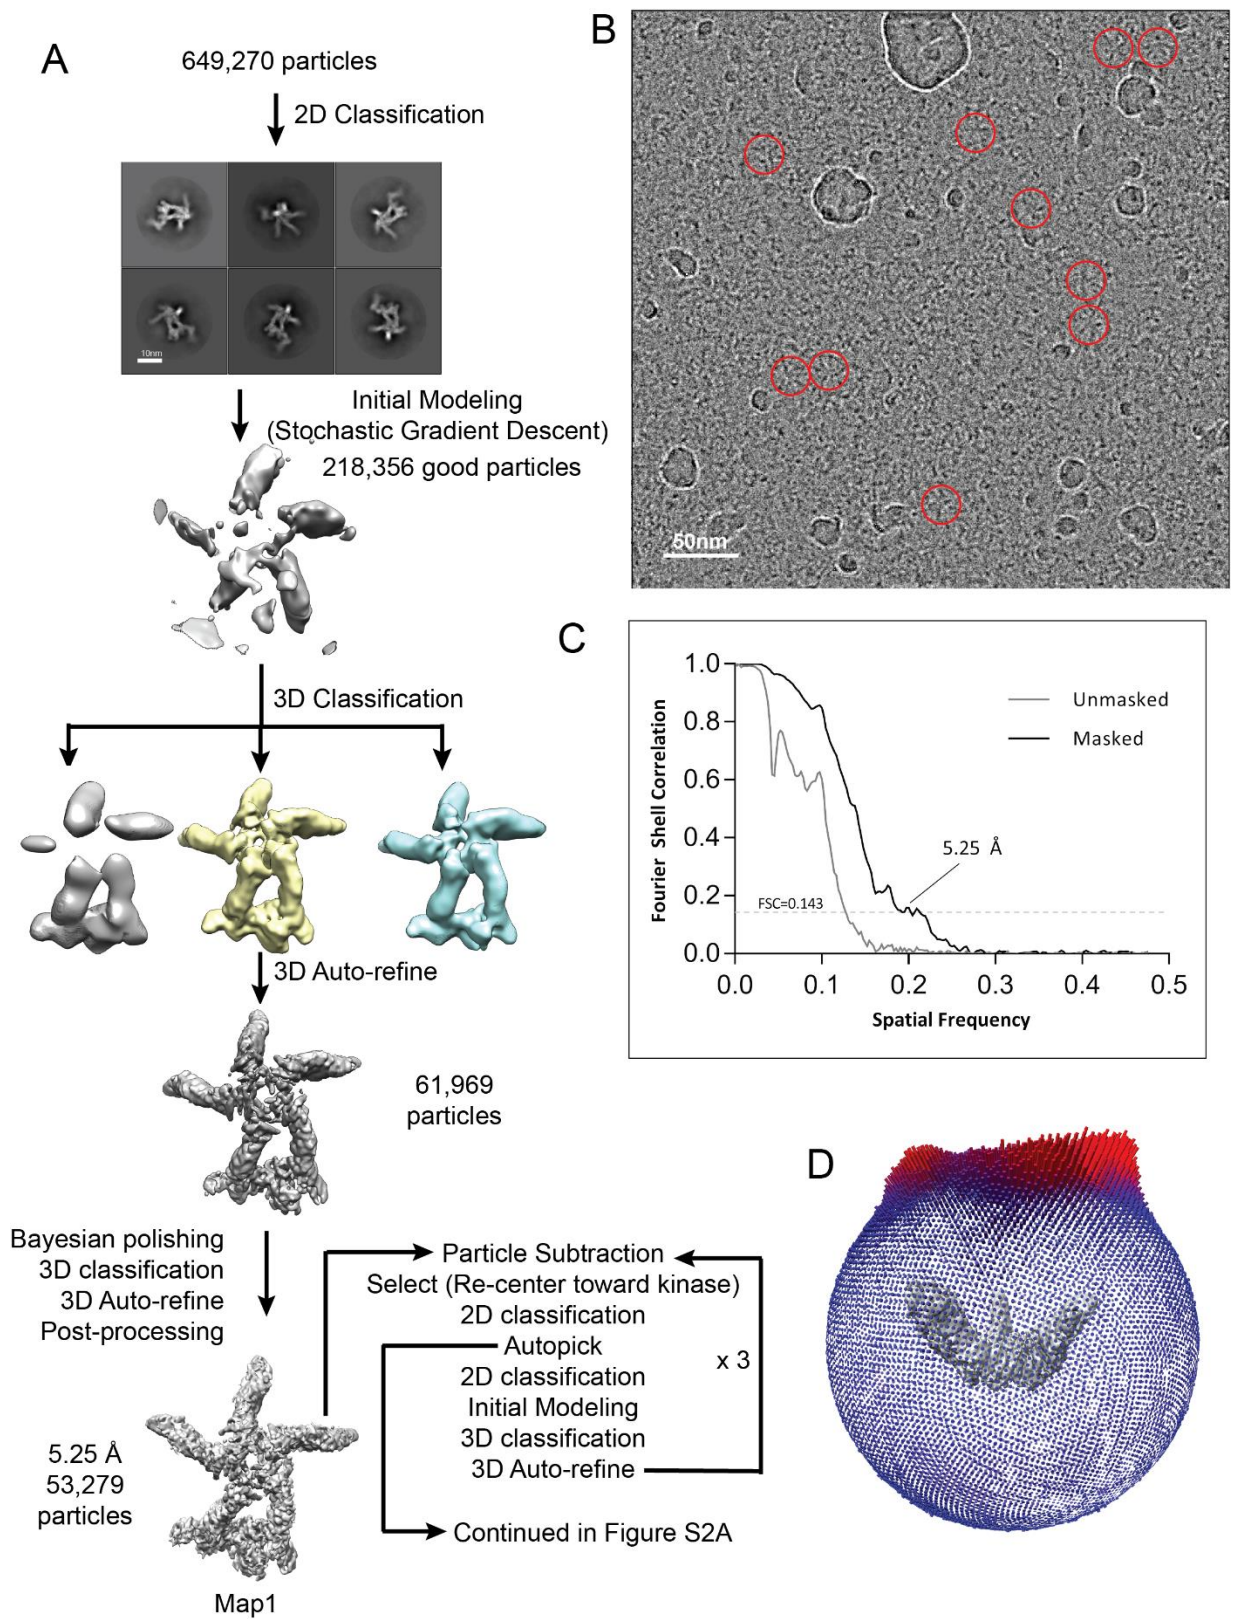 A
649,270 particles
2D Classification
10nm
Initial Modeling
(Stochastic Gradient Descent)
218,356 good particles
3D Classification
3D Auto-refine
61,969
particles
Bayesian polishing
3D classification
3D Auto-refine
Post-processing
5.25 Å
53,279
particles
Map1
Particle Subtraction
Select (Re-center toward kinase)
2D classification
Autopick
2D classification
Initial Modeling
3D classification
3D Auto-refine
x 3
Continued in Figure S2A
B
50nm
C
Fourier Shell Correlation
1.0
0.8
0.6
0.4
0.2
0.0
Unmasked
Masked
5.25 Å
FSC=0.143
0.0 0.1 0.2 0.3 0.4 0.5
Spatial Frequency
D